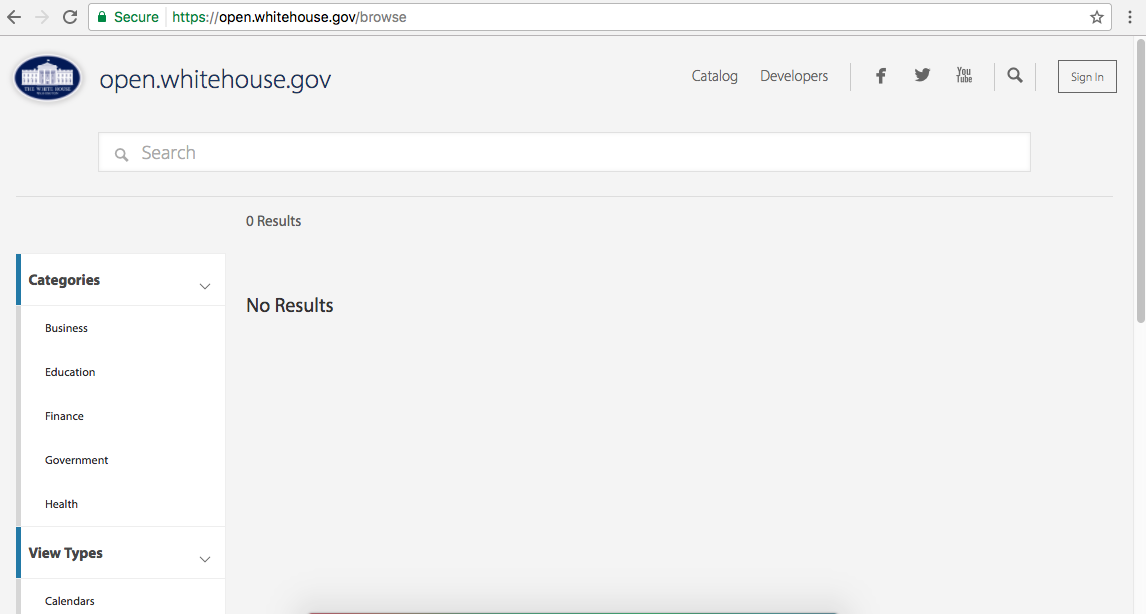 Secure https://open.whitehouse.gov/browse
THE WHITE HOUSE
WASHINGTON
open.whitehouse.gov
Catalog Developers You Tube Sign In
Search
0 Results
Categories
No Results
Business
Education
Finance
Government
Health
View Types
Calendars